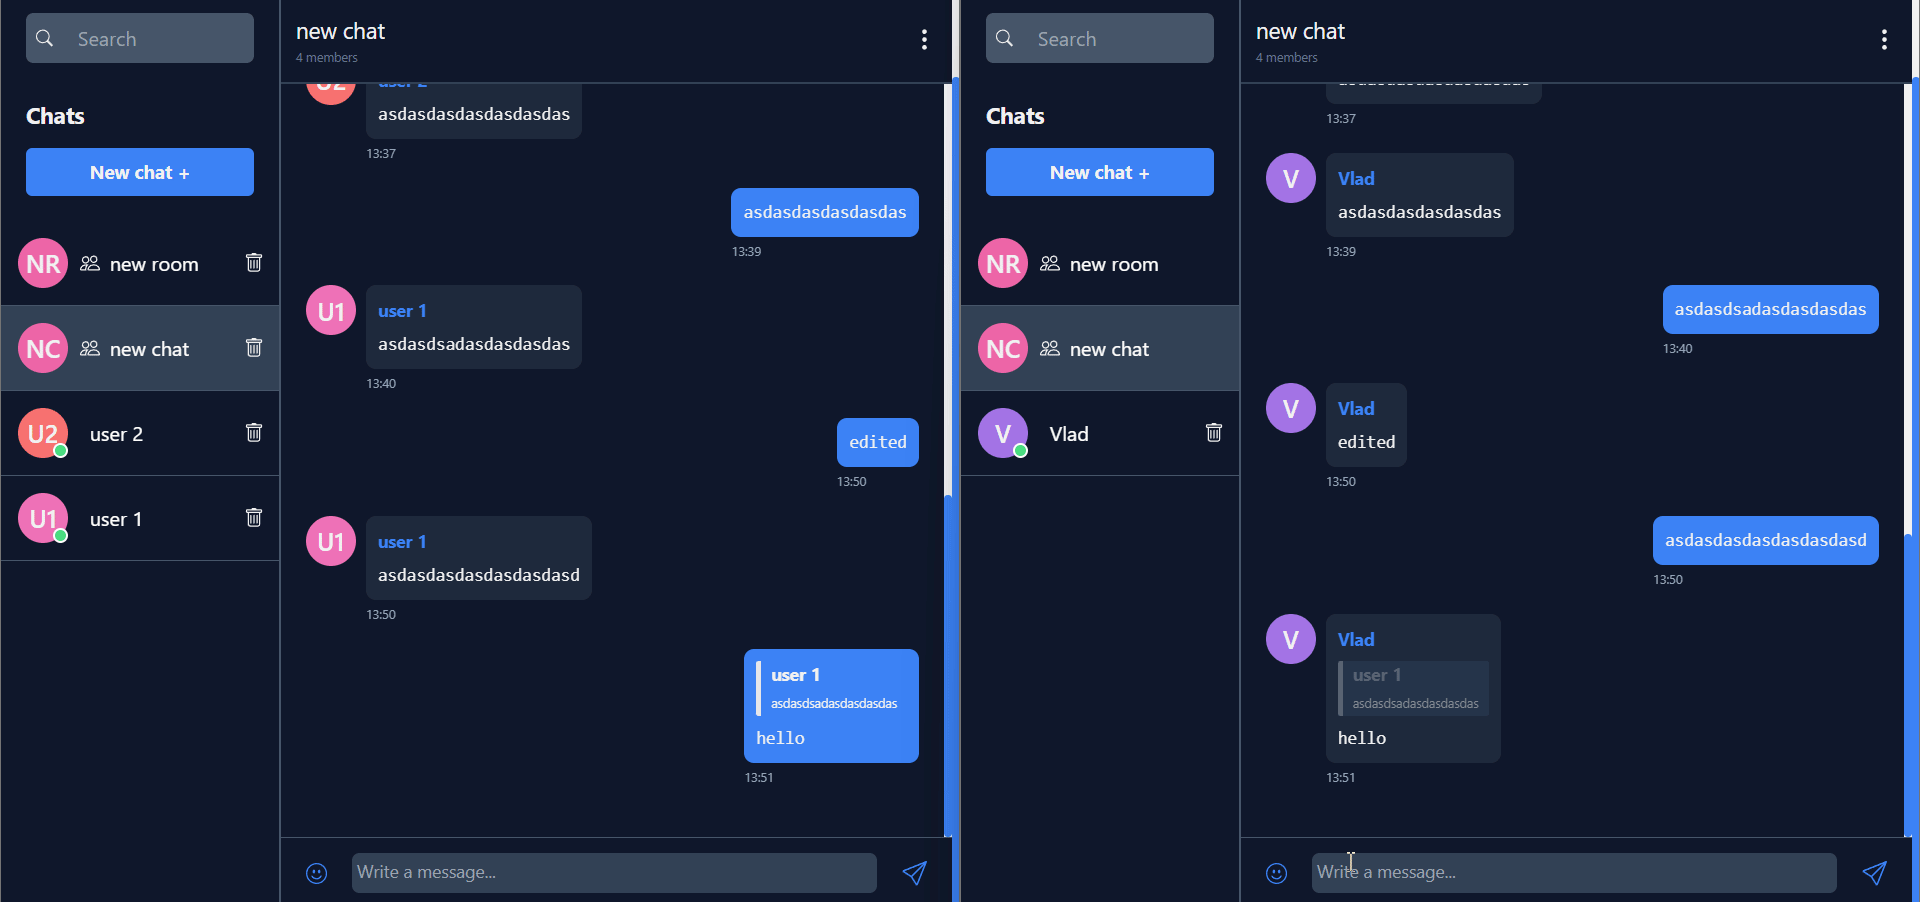 Search
Chats
New chat +
NR new room
NC new chat
U2 user 2
U1 user 1
new chat
4 members
U2 user 2
asdasdasdasdasdasdas
13:37
asdasdasdasdasdas
13:39
U1 user 1
asdasdsadasdasdasdas
13:40
edited
13:50
U1 user 1
asdasdasdasdasdasdasd
13:50
user 1
asdasdsadasdasdasdas
hello
13:51
Write a message...
Search
Chats
New chat +
NR new room
NC new chat
V Vlad
new chat
4 members
asdasdasdasdasdasdas
13:37
V Vlad
asdasdasdasdasdas
13:39
asdasdsadasdasdasdas
13:40
V Vlad
edited
13:50
asdasdasdasdasdasdasd
13:50
V Vlad
user 1
asdasdsadasdasdasdas
hello
13:51
Write a message...